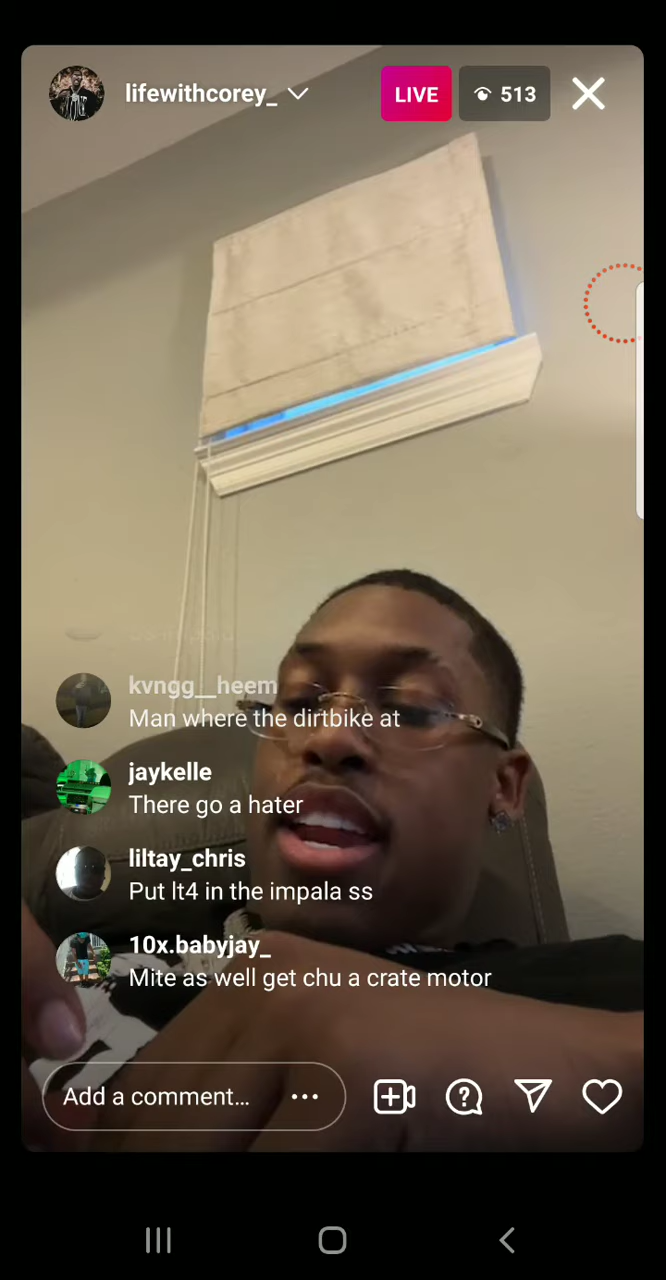 lifewithcorey_
LIVE
513
kvngg__heem
Man where the dirtbike at
jaykelle
There go a hater
liltay_chris
Put lt4 in the impala ss
10x.babyjay_
Mite as well get chu a crate motor
Add a comment...